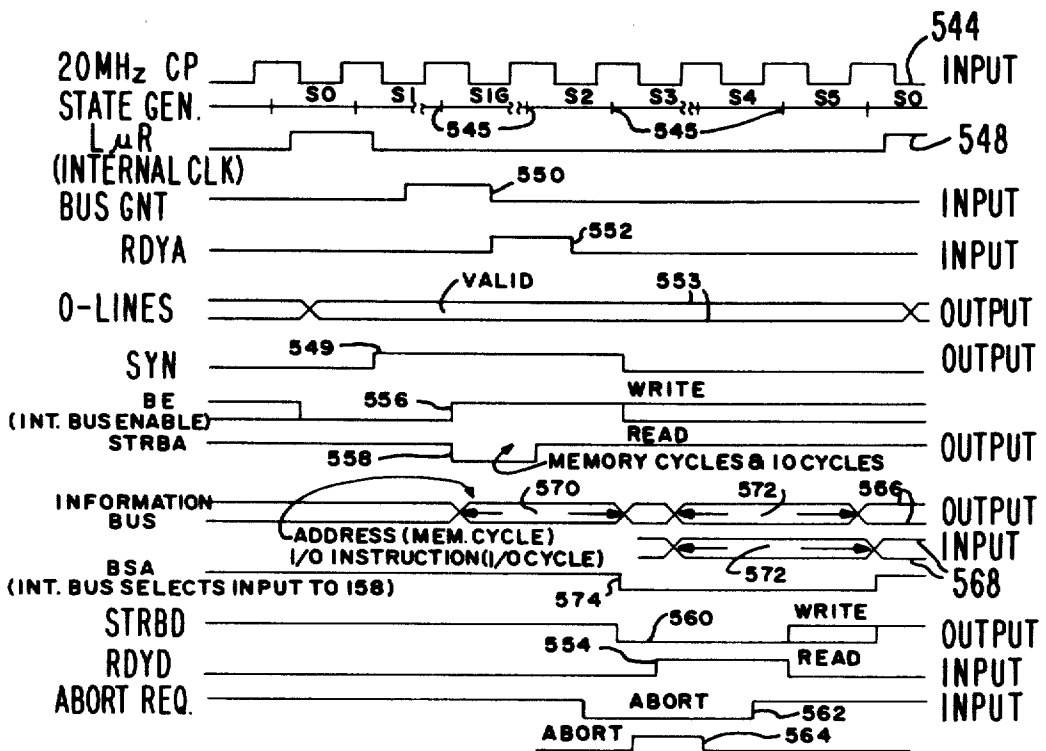 544
20MHz CP INPUT
STATE GEN. S0 S1 S16 S2 S3 S4 S5 S0
545 545
LμR 548
(INTERNAL CLK)
550
BUS GNT INPUT
552
RDYA INPUT
VALID 553
O-LINES OUTPUT
549
SYN OUTPUT
BE 556 WRITE
(INT. BUS ENABLE)
STRBA 558 READ OUTPUT
MEMORY CYCLES & IO CYCLES
INFORMATION BUS 570 572 566 OUTPUT
ADDRESS (MEM. CYCLE)
I/O INSTRUCTION(I/O CYCLE) INPUT
BSA 572
(INT. BUS SELECTS INPUT TO 158) 574 568
STRBD 560 WRITE OUTPUT
554
RDYD READ INPUT
ABORT REQ. ABORT INPUT
562
ABORT 564